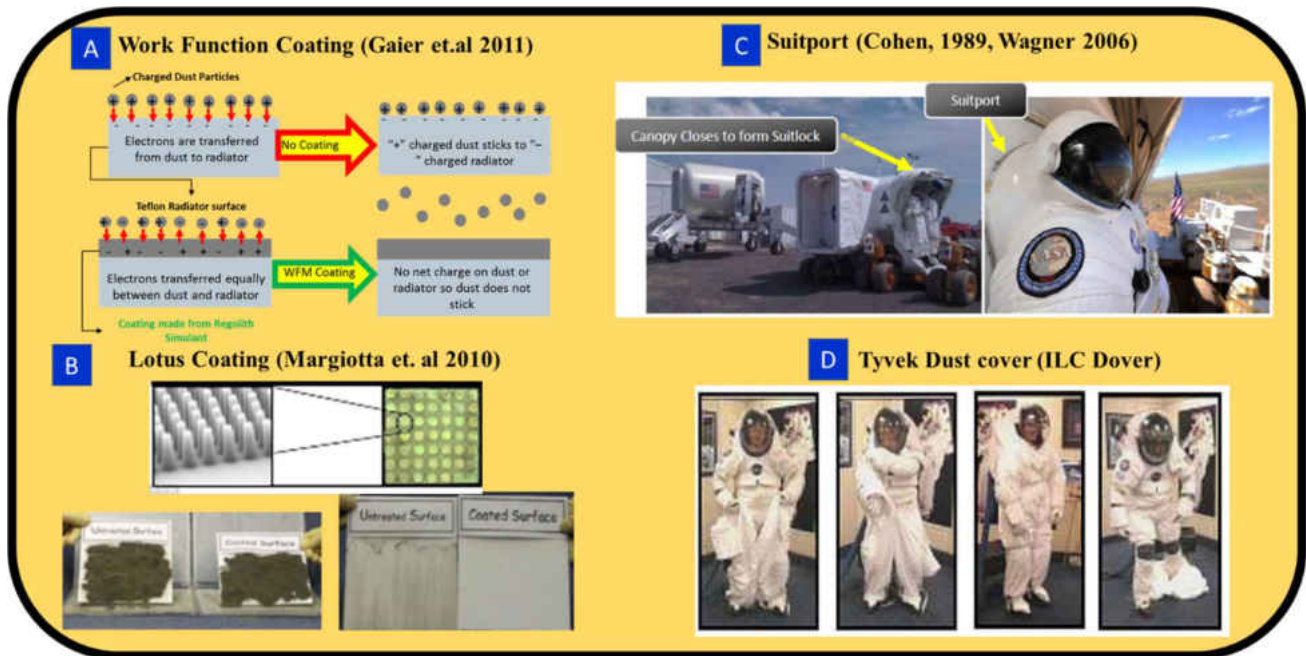 A
Work Function Coating (Gaier et.al 2011)
Charged Dust Particles
Electrons are transferred
from dust to radiator
No Coating
"+" charged dust sticks to "–
" charged radiator
Teflon Radiator surface
Electrons transferred equally
between dust and radiator
WFM Coating
No net charge on dust or
radiator so dust does not
stick
Coating made from Regolith
Simulant
B
Lotus Coating (Margiotta et. al 2010)
Untreated Surface
Coated Surface
Untreated Surface
Coated Surface
C
Suitport (Cohen, 1989, Wagner 2006)
Suitport
Canopy Closes to form Suitlock
D
Tyvek Dust cover (ILC Dover)